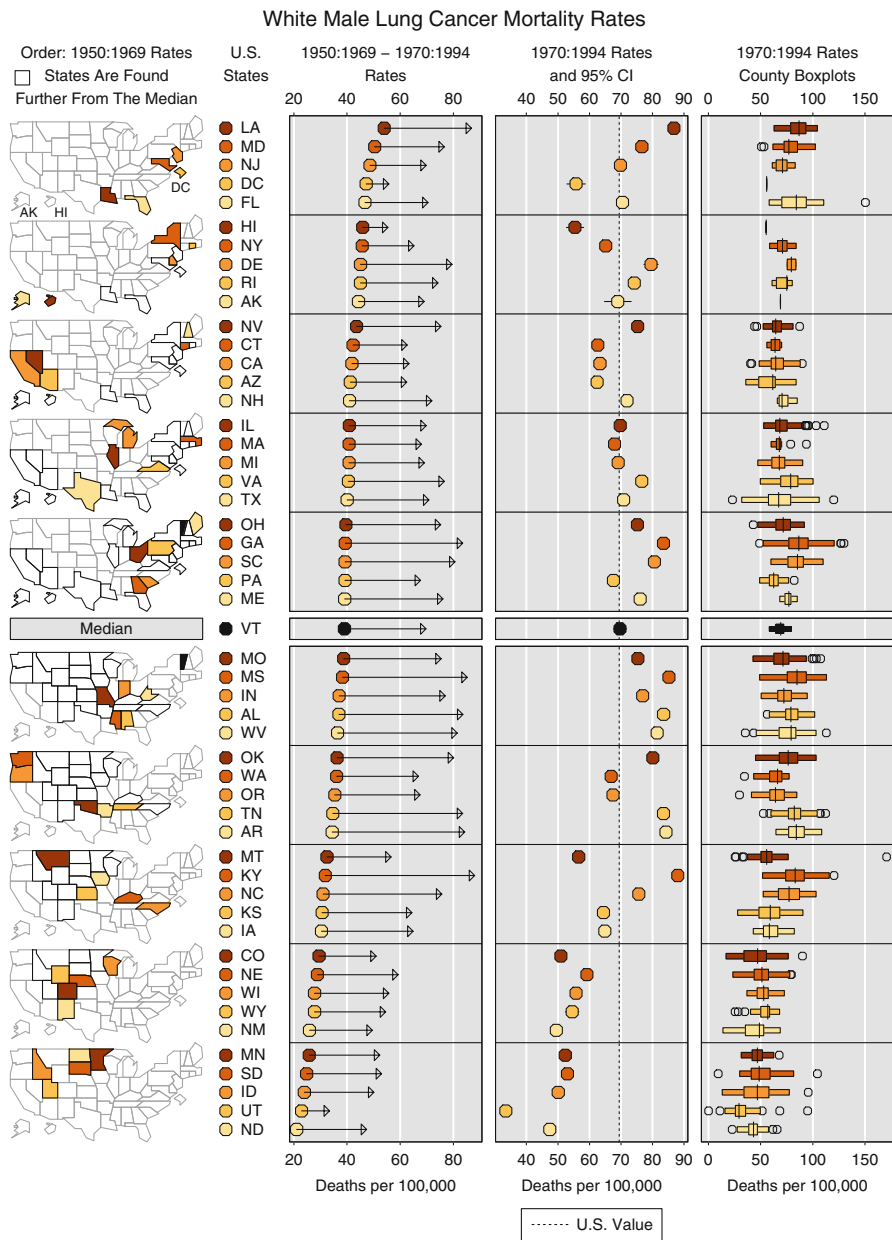 White Male Lung Cancer Mortality Rates
Order: 1950:1969 Rates
States Are Found
Further From The Median
U.S.
States
1950:1969 – 1970:1994
Rates
1970:1994 Rates
and 95% CI
1970:1994 Rates
County Boxplots
20 40 60 80
40 50 60 70 80 90
0 50 100 150
DC
AK HI
LA
MD
NJ
DC
FL
HI
NY
DE
RI
AK
NV
CT
CA
AZ
NH
IL
MA
MI
VA
TX
OH
GA
SC
PA
ME
Median
VT
MO
MS
IN
AL
WV
OK
WA
OR
TN
AR
MT
KY
NC
KS
IA
CO
NE
WI
WY
NM
MN
SD
ID
UT
ND
20 40 60 80
40 50 60 70 80 90
0 50 100 150
Deaths per 100,000
Deaths per 100,000
Deaths per 100,000
U.S. Value